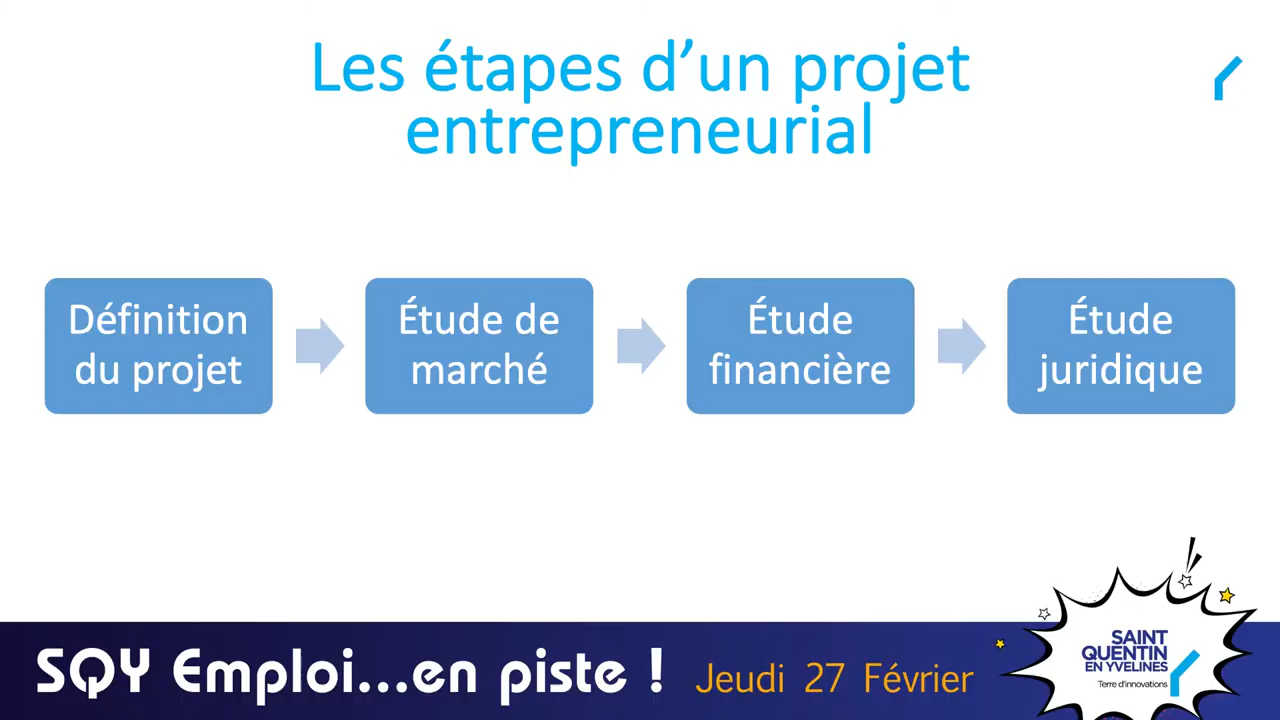 Les étapes d’un projet
entrepreneurial
Définition
du projet
Étude de
marché
Étude
financière
Étude
juridique
SQY Emploi...en piste !
Jeudi 27 Février
SAINT
QUENTIN
EN YVELINES
Terre d'innovations